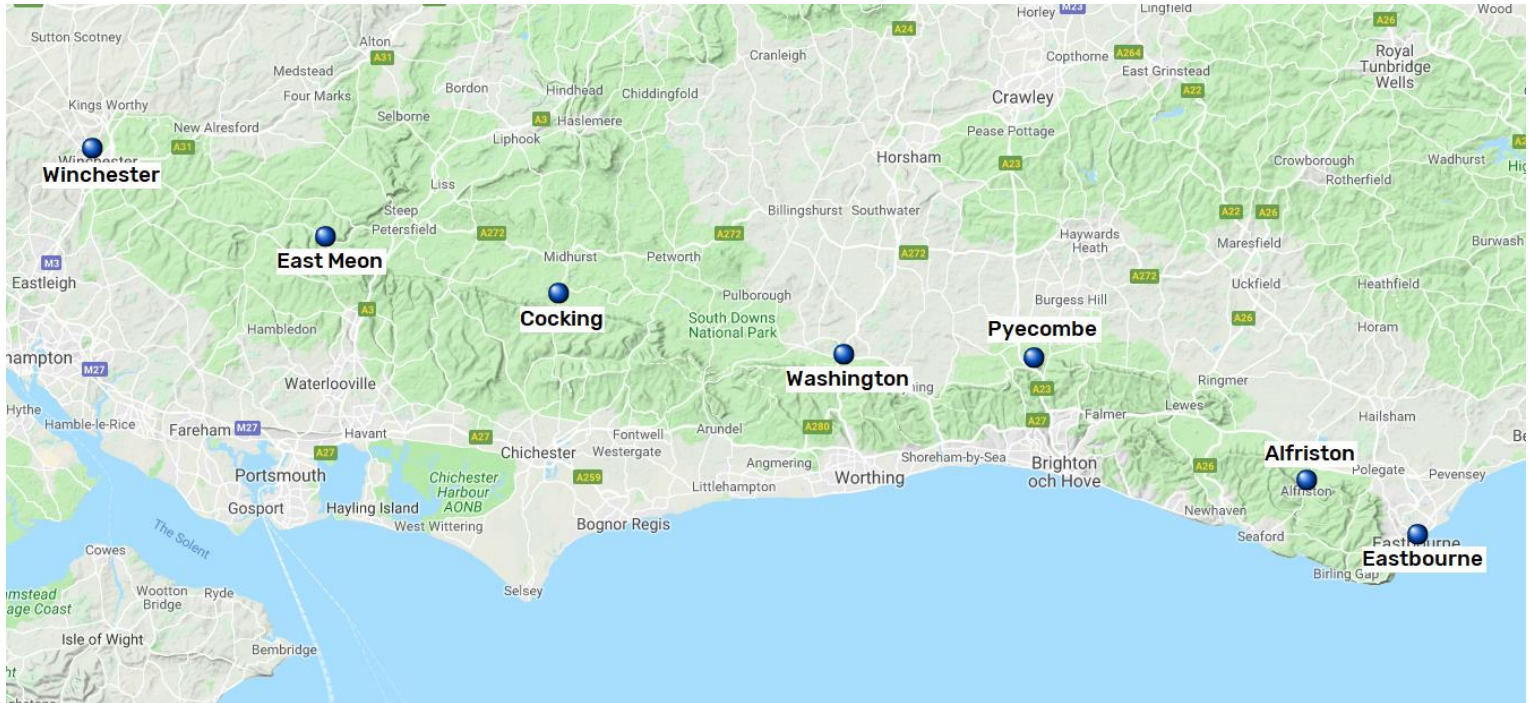 Sutton Scotney
Alton
A31
A24
Horley
M23
Lingfield
A26
Wood
Cranleigh
Copthorne
A264
Royal
Tunbridge
Wells
Medstead
Four Marks
Bordon
Hindhead
Chiddingfold
East Grinstead
Kings Worthy
Selborne
A3
Haslemere
Crawley
A22
New Alresford
Liphook
Pease Pottage
A31
Winchester
Winchester
Horsham
A23
Crowborough
Rotherfield
Wadhurst
Liss
Steep
Petersfield
A272
Billingshurst
Southwater
A272
A22
A26
Haywards
Heath
Maresfield
Burwash
East Meon
Midhurst
Petworth
A272
M3
Eastleigh
A272
Uckfield
Heathfield
Cocking
Pulborough
Burgess Hill
A3
South Downs
National Park
A26
Horam
Hambledon
Pyecombe
hampton
M27
Washington
ning
Waterlooville
A23
Ringmer
Hythe
Hamble-le-Rice
Fareham
M27
Havant
A27
A27
Fontwell
Westergate
Arundel
A280
A27
Falmer
Lewes
Hailsham
Be
Chichester
A259
Angmering
Shoreham-by-Sea
Alfriston
Alfriston
A26
Polegate
Pevensey
Portsmouth
Chichester
Harbour
AONB
Littlehampton
Worthing
Brighton
och Hove
Gosport
Hayling Island
West Wittering
Bognor Regis
Newhaven
Seaford
The Solent
Eastbourne
Eastbourne
Cowes
Birling Gap
Selsey
Wootton
Bridge
Ryde
Isle of Wight
Bembridge